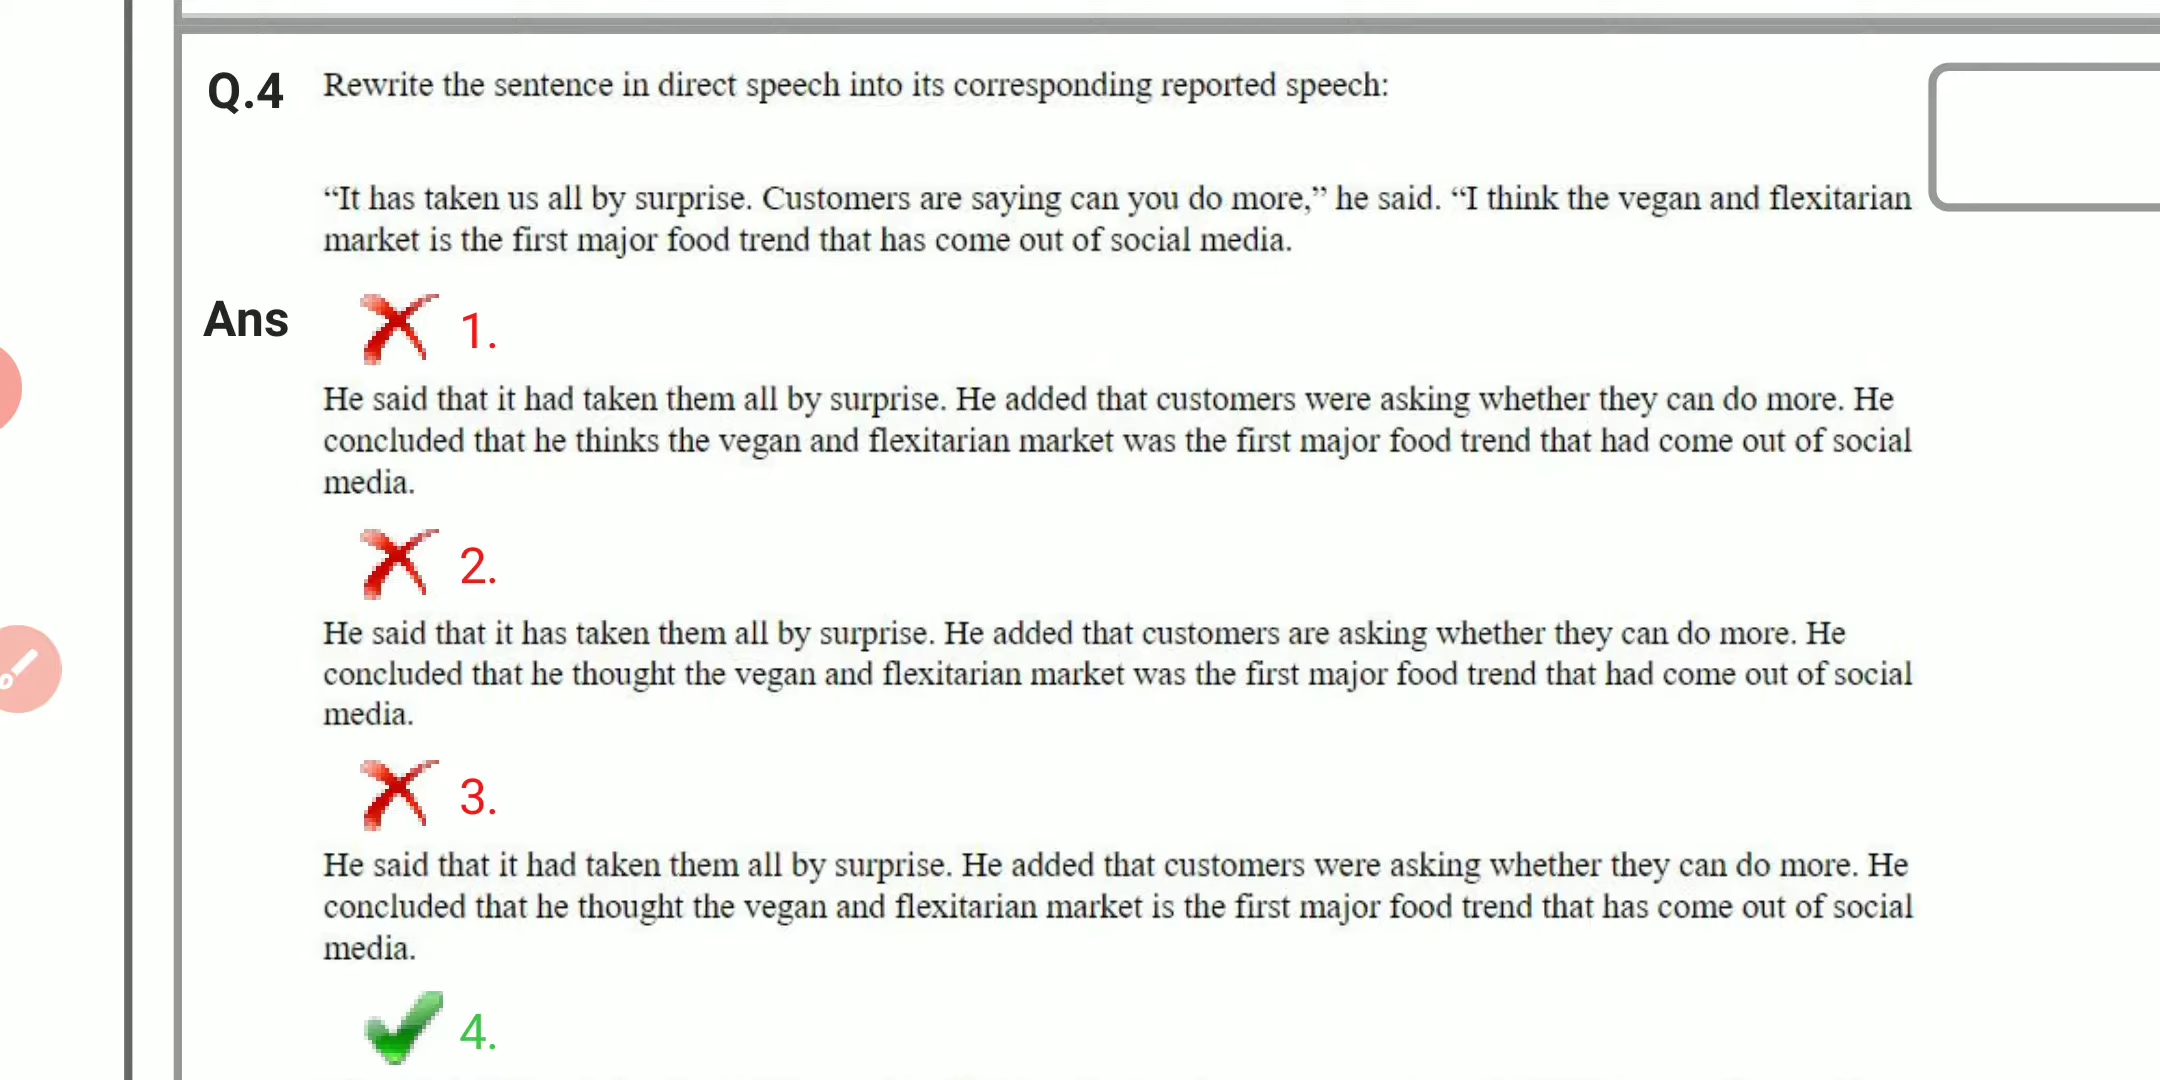 Q.4 Rewrite the sentence in direct speech into its corresponding reported speech:
“It has taken us all by surprise. Customers are saying can you do more,” he said. “I think the vegan and flexitarian
market is the first major food trend that has come out of social media.
Ans 1.
He said that it had taken them all by surprise. He added that customers were asking whether they can do more. He
concluded that he thinks the vegan and flexitarian market was the first major food trend that had come out of social
media.
2.
He said that it has taken them all by surprise. He added that customers are asking whether they can do more. He
concluded that he thought the vegan and flexitarian market was the first major food trend that had come out of social
media.
3.
He said that it had taken them all by surprise. He added that customers were asking whether they can do more. He
concluded that he thought the vegan and flexitarian market is the first major food trend that has come out of social
media.
4.